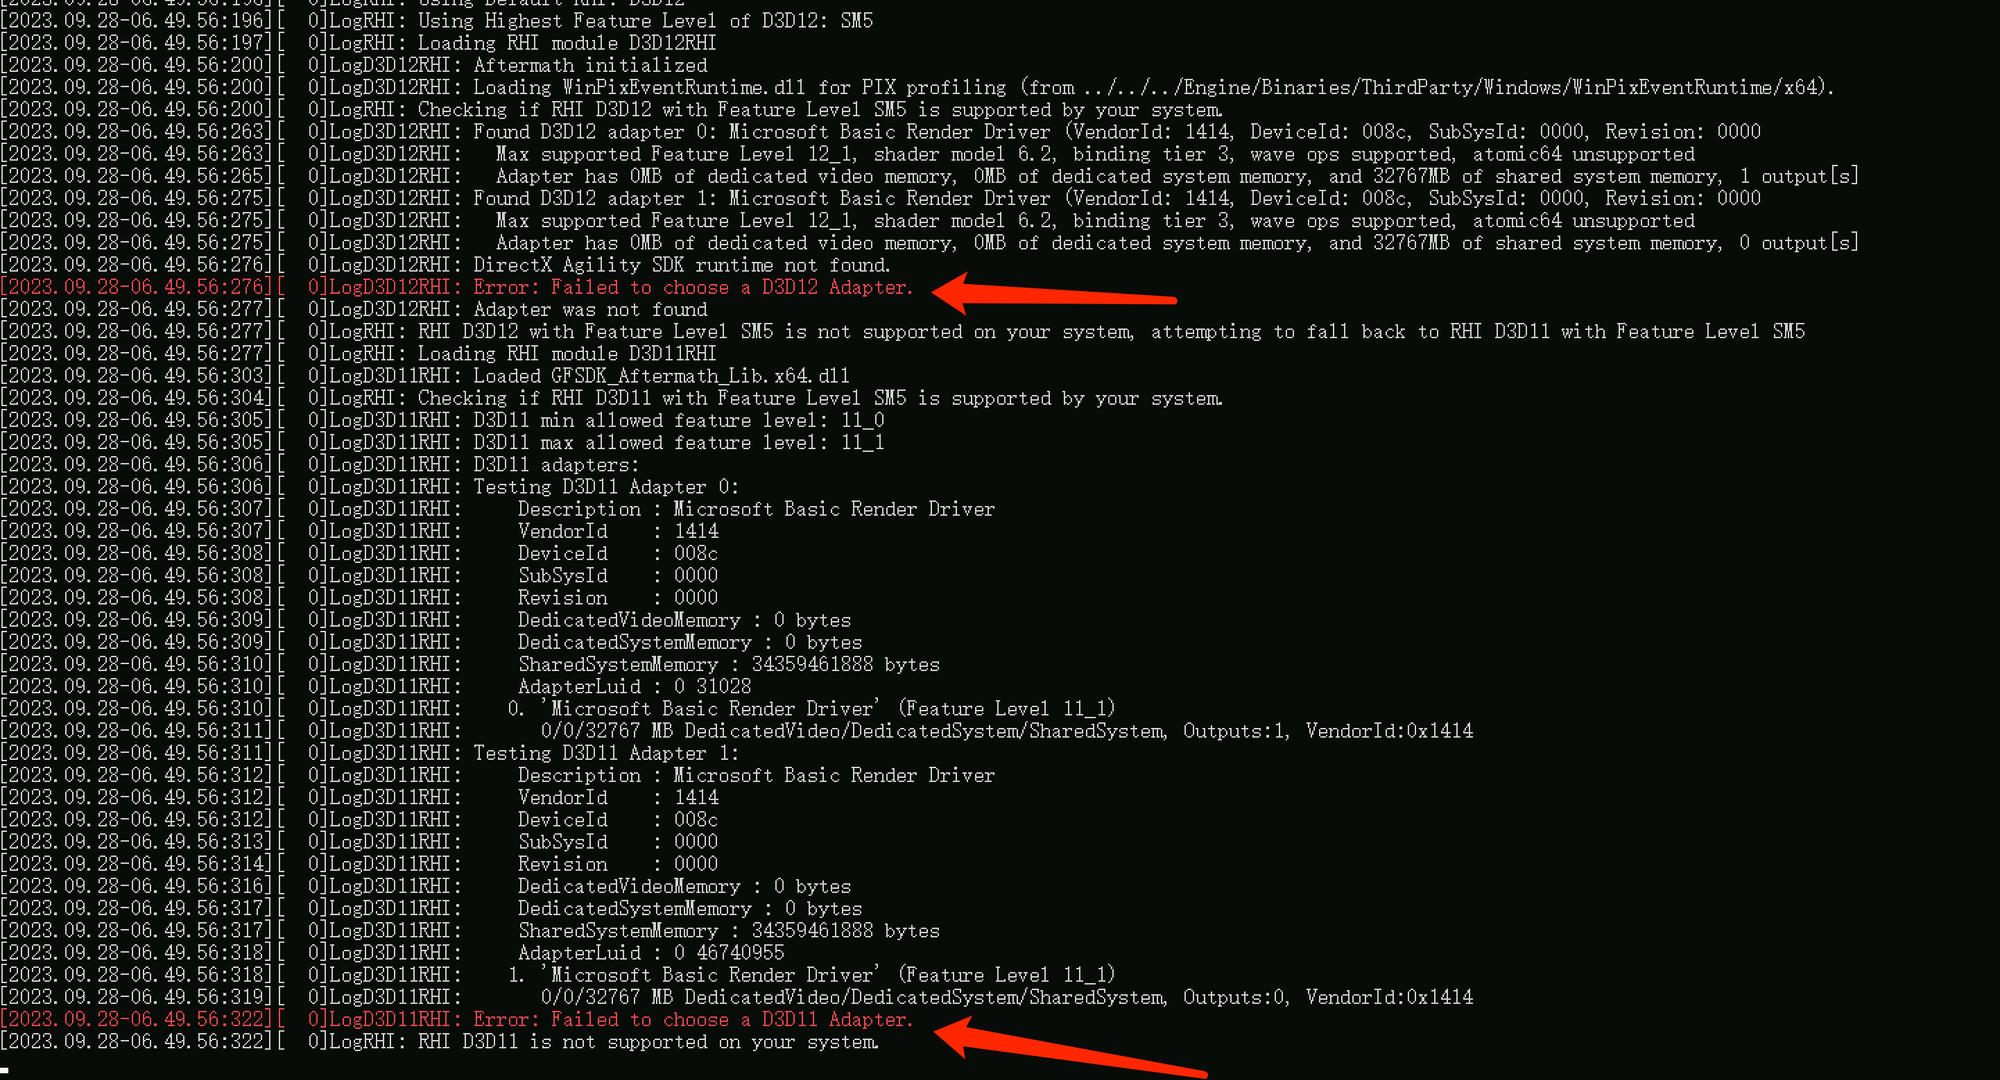 [2023.09.28-06.49.56:196][  0]LogRHI: Using Default RHI: D3D12
[2023.09.28-06.49.56:196][  0]LogRHI: Using Highest Feature Level of D3D12: SM5
[2023.09.28-06.49.56:197][  0]LogRHI: Loading RHI module D3D12RHI
[2023.09.28-06.49.56:200][  0]LogD3D12RHI: Aftermath initialized
[2023.09.28-06.49.56:200][  0]LogD3D12RHI: Loading WinPixEventRuntime.dll for PIX profiling (from ../../../Engine/Binaries/ThirdParty/Windows/WinPixEventRuntime/x64).
[2023.09.28-06.49.56:200][  0]LogRHI: Checking if RHI D3D12 with Feature Level SM5 is supported by your system.
[2023.09.28-06.49.56:263][  0]LogD3D12RHI: Found D3D12 adapter 0: Microsoft Basic Render Driver (VendorId: 1414, DeviceId: 008c, SubSysId: 0000, Revision: 0000
[2023.09.28-06.49.56:263][  0]LogD3D12RHI:   Max supported Feature Level 12_1, shader model 6.2, binding tier 3, wave ops supported, atomic64 unsupported
[2023.09.28-06.49.56:265][  0]LogD3D12RHI:   Adapter has 0MB of dedicated video memory, 0MB of dedicated system memory, and 32767MB of shared system memory, 1 output[s]
[2023.09.28-06.49.56:275][  0]LogD3D12RHI: Found D3D12 adapter 1: Microsoft Basic Render Driver (VendorId: 1414, DeviceId: 008c, SubSysId: 0000, Revision: 0000
[2023.09.28-06.49.56:275][  0]LogD3D12RHI:   Max supported Feature Level 12_1, shader model 6.2, binding tier 3, wave ops supported, atomic64 unsupported
[2023.09.28-06.49.56:275][  0]LogD3D12RHI:   Adapter has 0MB of dedicated video memory, 0MB of dedicated system memory, and 32767MB of shared system memory, 0 output[s]
[2023.09.28-06.49.56:276][  0]LogD3D12RHI: DirectX Agility SDK runtime not found.
[2023.09.28-06.49.56:276][  0]LogD3D12RHI: Error: Failed to choose a D3D12 Adapter.
[2023.09.28-06.49.56:277][  0]LogD3D12RHI: Adapter was not found
[2023.09.28-06.49.56:277][  0]LogRHI: RHI D3D12 with Feature Level SM5 is not supported on your system, attempting to fall back to RHI D3D11 with Feature Level SM5
[2023.09.28-06.49.56:277][  0]LogRHI: Loading RHI module D3D11RHI
[2023.09.28-06.49.56:303][  0]LogD3D11RHI: Loaded GFSDK_Aftermath_Lib.x64.dll
[2023.09.28-06.49.56:304][  0]LogRHI: Checking if RHI D3D11 with Feature Level SM5 is supported by your system.
[2023.09.28-06.49.56:305][  0]LogD3D11RHI: D3D11 min allowed feature level: 11_0
[2023.09.28-06.49.56:305][  0]LogD3D11RHI: D3D11 max allowed feature level: 11_1
[2023.09.28-06.49.56:306][  0]LogD3D11RHI: D3D11 adapters:
[2023.09.28-06.49.56:306][  0]LogD3D11RHI: Testing D3D11 Adapter 0:
[2023.09.28-06.49.56:307][  0]LogD3D11RHI:     Description : Microsoft Basic Render Driver
[2023.09.28-06.49.56:307][  0]LogD3D11RHI:     VendorId    : 1414
[2023.09.28-06.49.56:308][  0]LogD3D11RHI:     DeviceId    : 008c
[2023.09.28-06.49.56:308][  0]LogD3D11RHI:     SubSysId    : 0000
[2023.09.28-06.49.56:308][  0]LogD3D11RHI:     Revision    : 0000
[2023.09.28-06.49.56:309][  0]LogD3D11RHI:     DedicatedVideoMemory : 0 bytes
[2023.09.28-06.49.56:309][  0]LogD3D11RHI:     DedicatedSystemMemory : 0 bytes
[2023.09.28-06.49.56:310][  0]LogD3D11RHI:     SharedSystemMemory : 34359461888 bytes
[2023.09.28-06.49.56:310][  0]LogD3D11RHI:     AdapterLuid : 0 31028
[2023.09.28-06.49.56:310][  0]LogD3D11RHI:    0. 'Microsoft Basic Render Driver' (Feature Level 11_1)
[2023.09.28-06.49.56:311][  0]LogD3D11RHI:       0/0/32767 MB DedicatedVideo/DedicatedSystem/SharedSystem, Outputs:1, VendorId:0x1414
[2023.09.28-06.49.56:311][  0]LogD3D11RHI: Testing D3D11 Adapter 1:
[2023.09.28-06.49.56:312][  0]LogD3D11RHI:     Description : Microsoft Basic Render Driver
[2023.09.28-06.49.56:312][  0]LogD3D11RHI:     VendorId    : 1414
[2023.09.28-06.49.56:312][  0]LogD3D11RHI:     DeviceId    : 008c
[2023.09.28-06.49.56:313][  0]LogD3D11RHI:     SubSysId    : 0000
[2023.09.28-06.49.56:314][  0]LogD3D11RHI:     Revision    : 0000
[2023.09.28-06.49.56:316][  0]LogD3D11RHI:     DedicatedVideoMemory : 0 bytes
[2023.09.28-06.49.56:317][  0]LogD3D11RHI:     DedicatedSystemMemory : 0 bytes
[2023.09.28-06.49.56:317][  0]LogD3D11RHI:     SharedSystemMemory : 34359461888 bytes
[2023.09.28-06.49.56:318][  0]LogD3D11RHI:     AdapterLuid : 0 46740955
[2023.09.28-06.49.56:318][  0]LogD3D11RHI:    1. 'Microsoft Basic Render Driver' (Feature Level 11_1)
[2023.09.28-06.49.56:319][  0]LogD3D11RHI:       0/0/32767 MB DedicatedVideo/DedicatedSystem/SharedSystem, Outputs:0, VendorId:0x1414
[2023.09.28-06.49.56:322][  0]LogD3D11RHI: Error: Failed to choose a D3D11 Adapter.
[2023.09.28-06.49.56:322][  0]LogRHI: RHI D3D11 is not supported on your system.